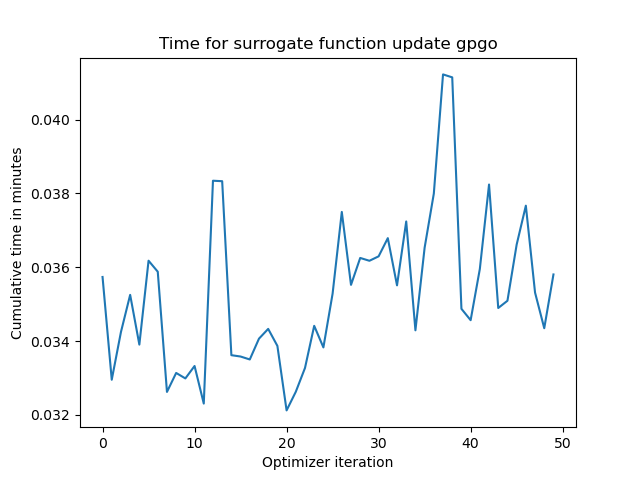 Time for surrogate function update gpgo
Cumulative time in minutes
0.040
0.038
0.036
0.034
0.032
0 10 20 30 40 50
Optimizer iteration